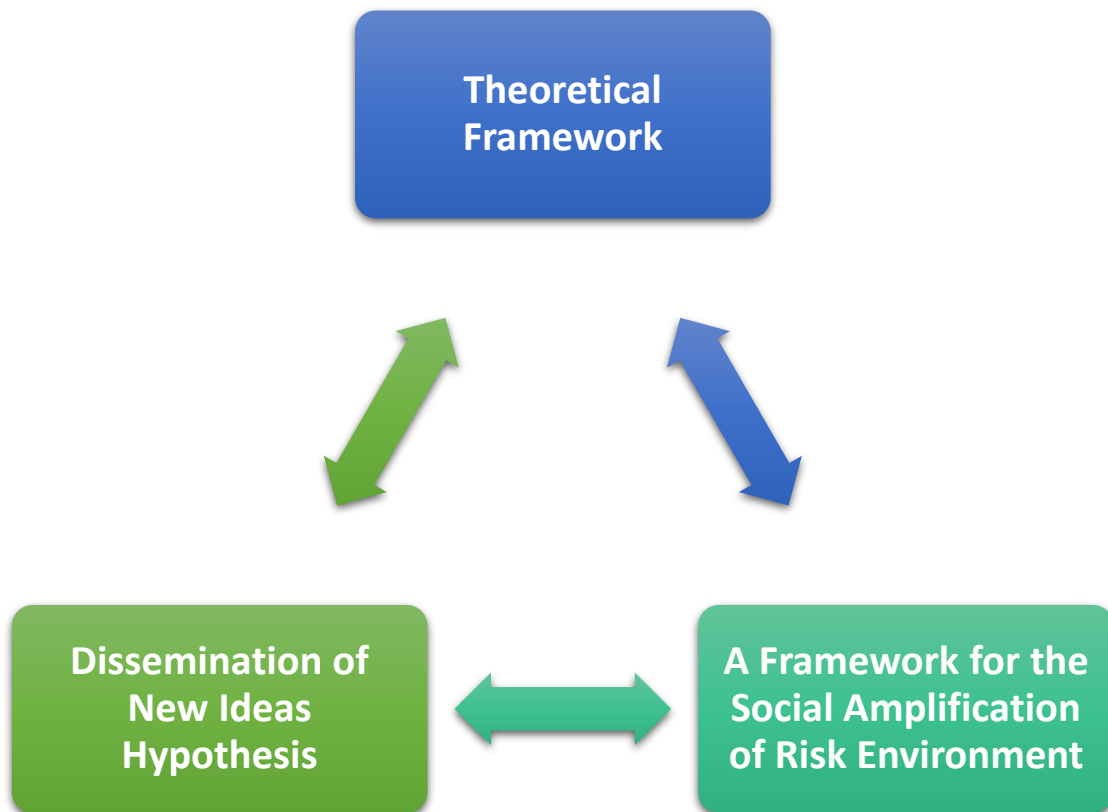 Theoretical
Framework
Dissemination of
New Ideas
Hypothesis
A Framework for the
Social Amplification
of Risk Environment